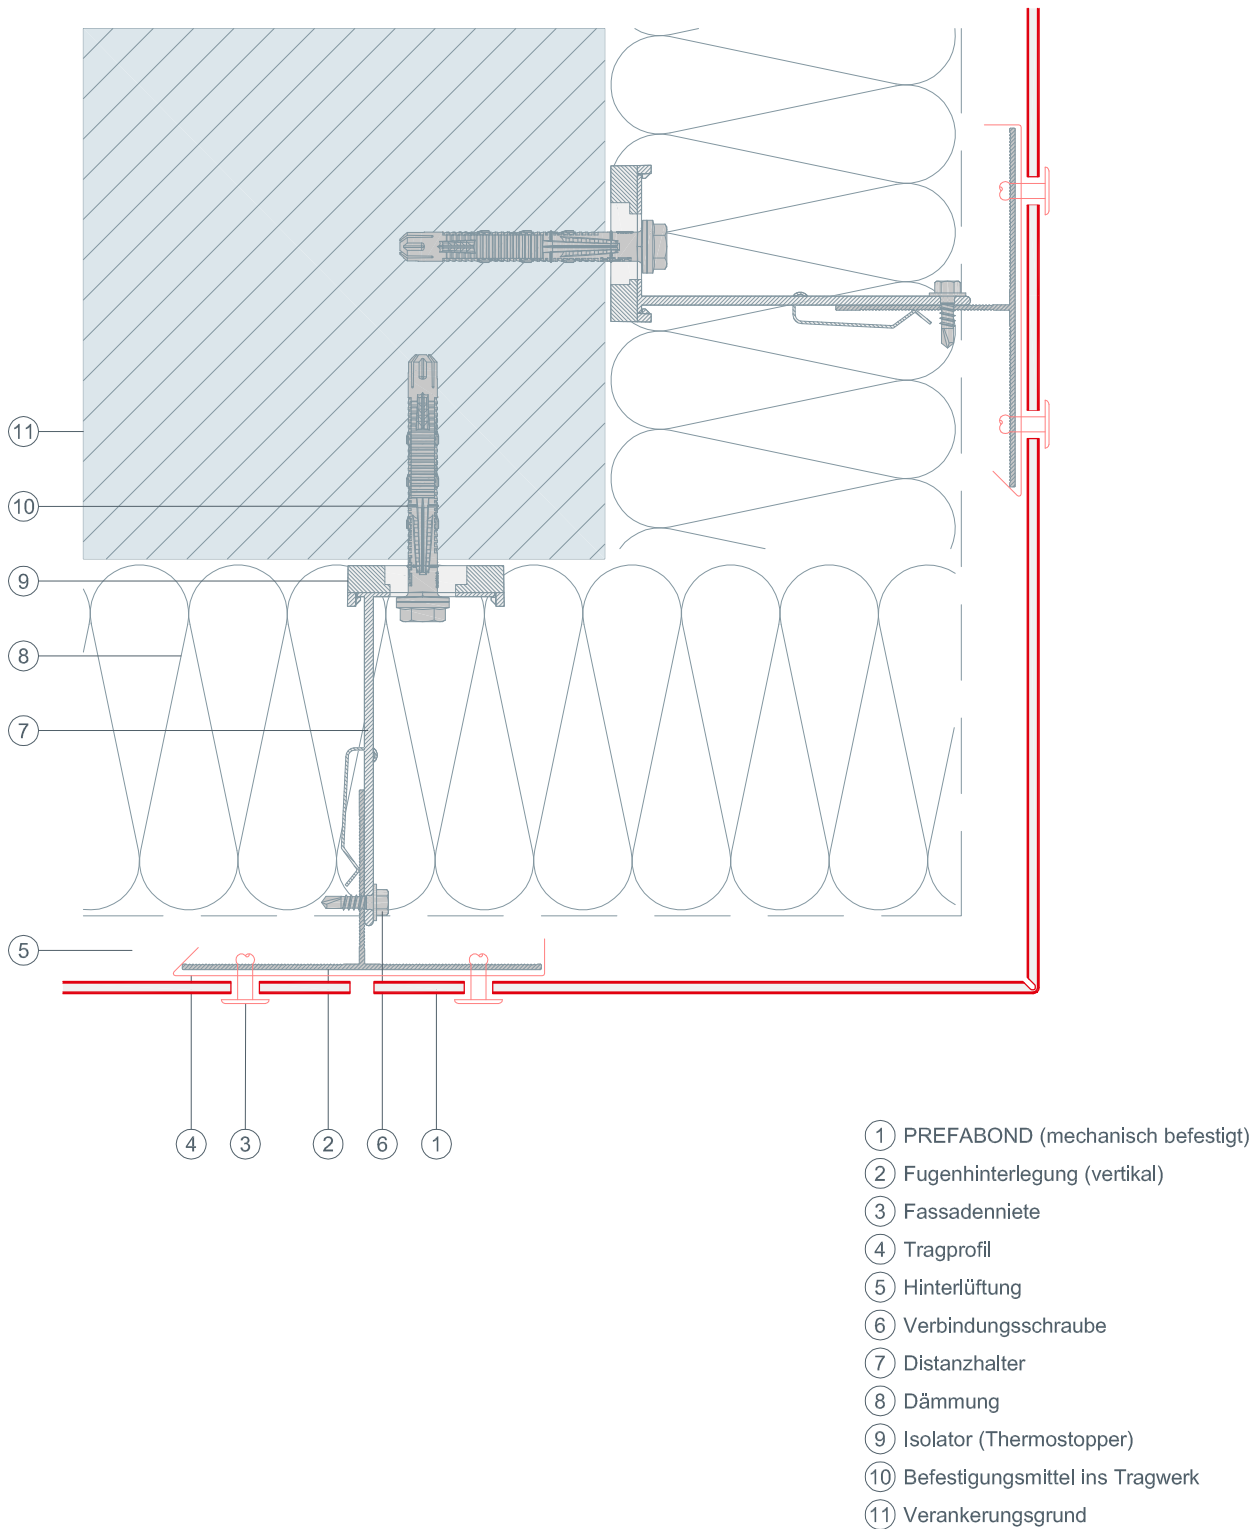 11
10
9
8
7
5
4 3 2 6 1
1 PREFABOND (mechanisch befestigt)
2 Fugenhinterlegung (vertikal)
3 Fassadenniete
4 Tragprofil
5 Hinterlüftung
6 Verbindungsschraube
7 Distanzhalter
8 Dämmung
9 Isolator (Thermostopper)
10 Befestigungsmittel ins Tragwerk
11 Verankerungsgrund